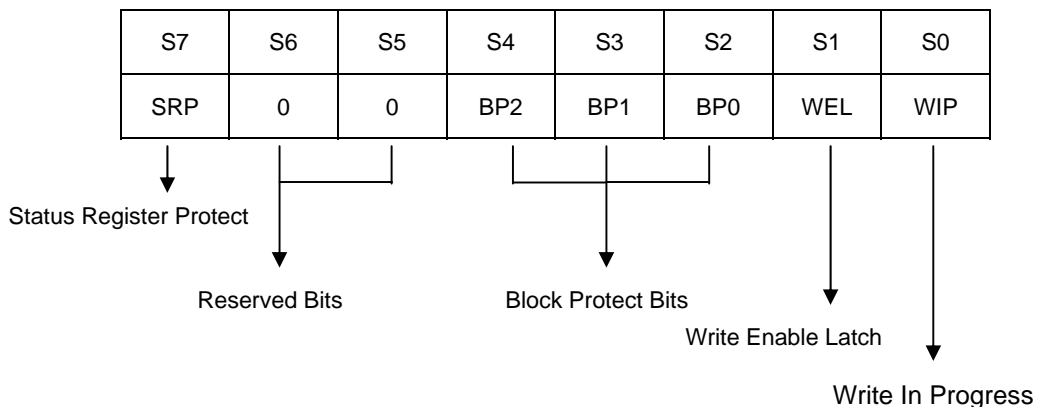 S7 S6 S5 S4 S3 S2 S1 S0
SRP 0 0 BP2 BP1 BP0 WEL WIP
Status Register Protect
Reserved Bits
Block Protect Bits
Write Enable Latch
Write In Progress